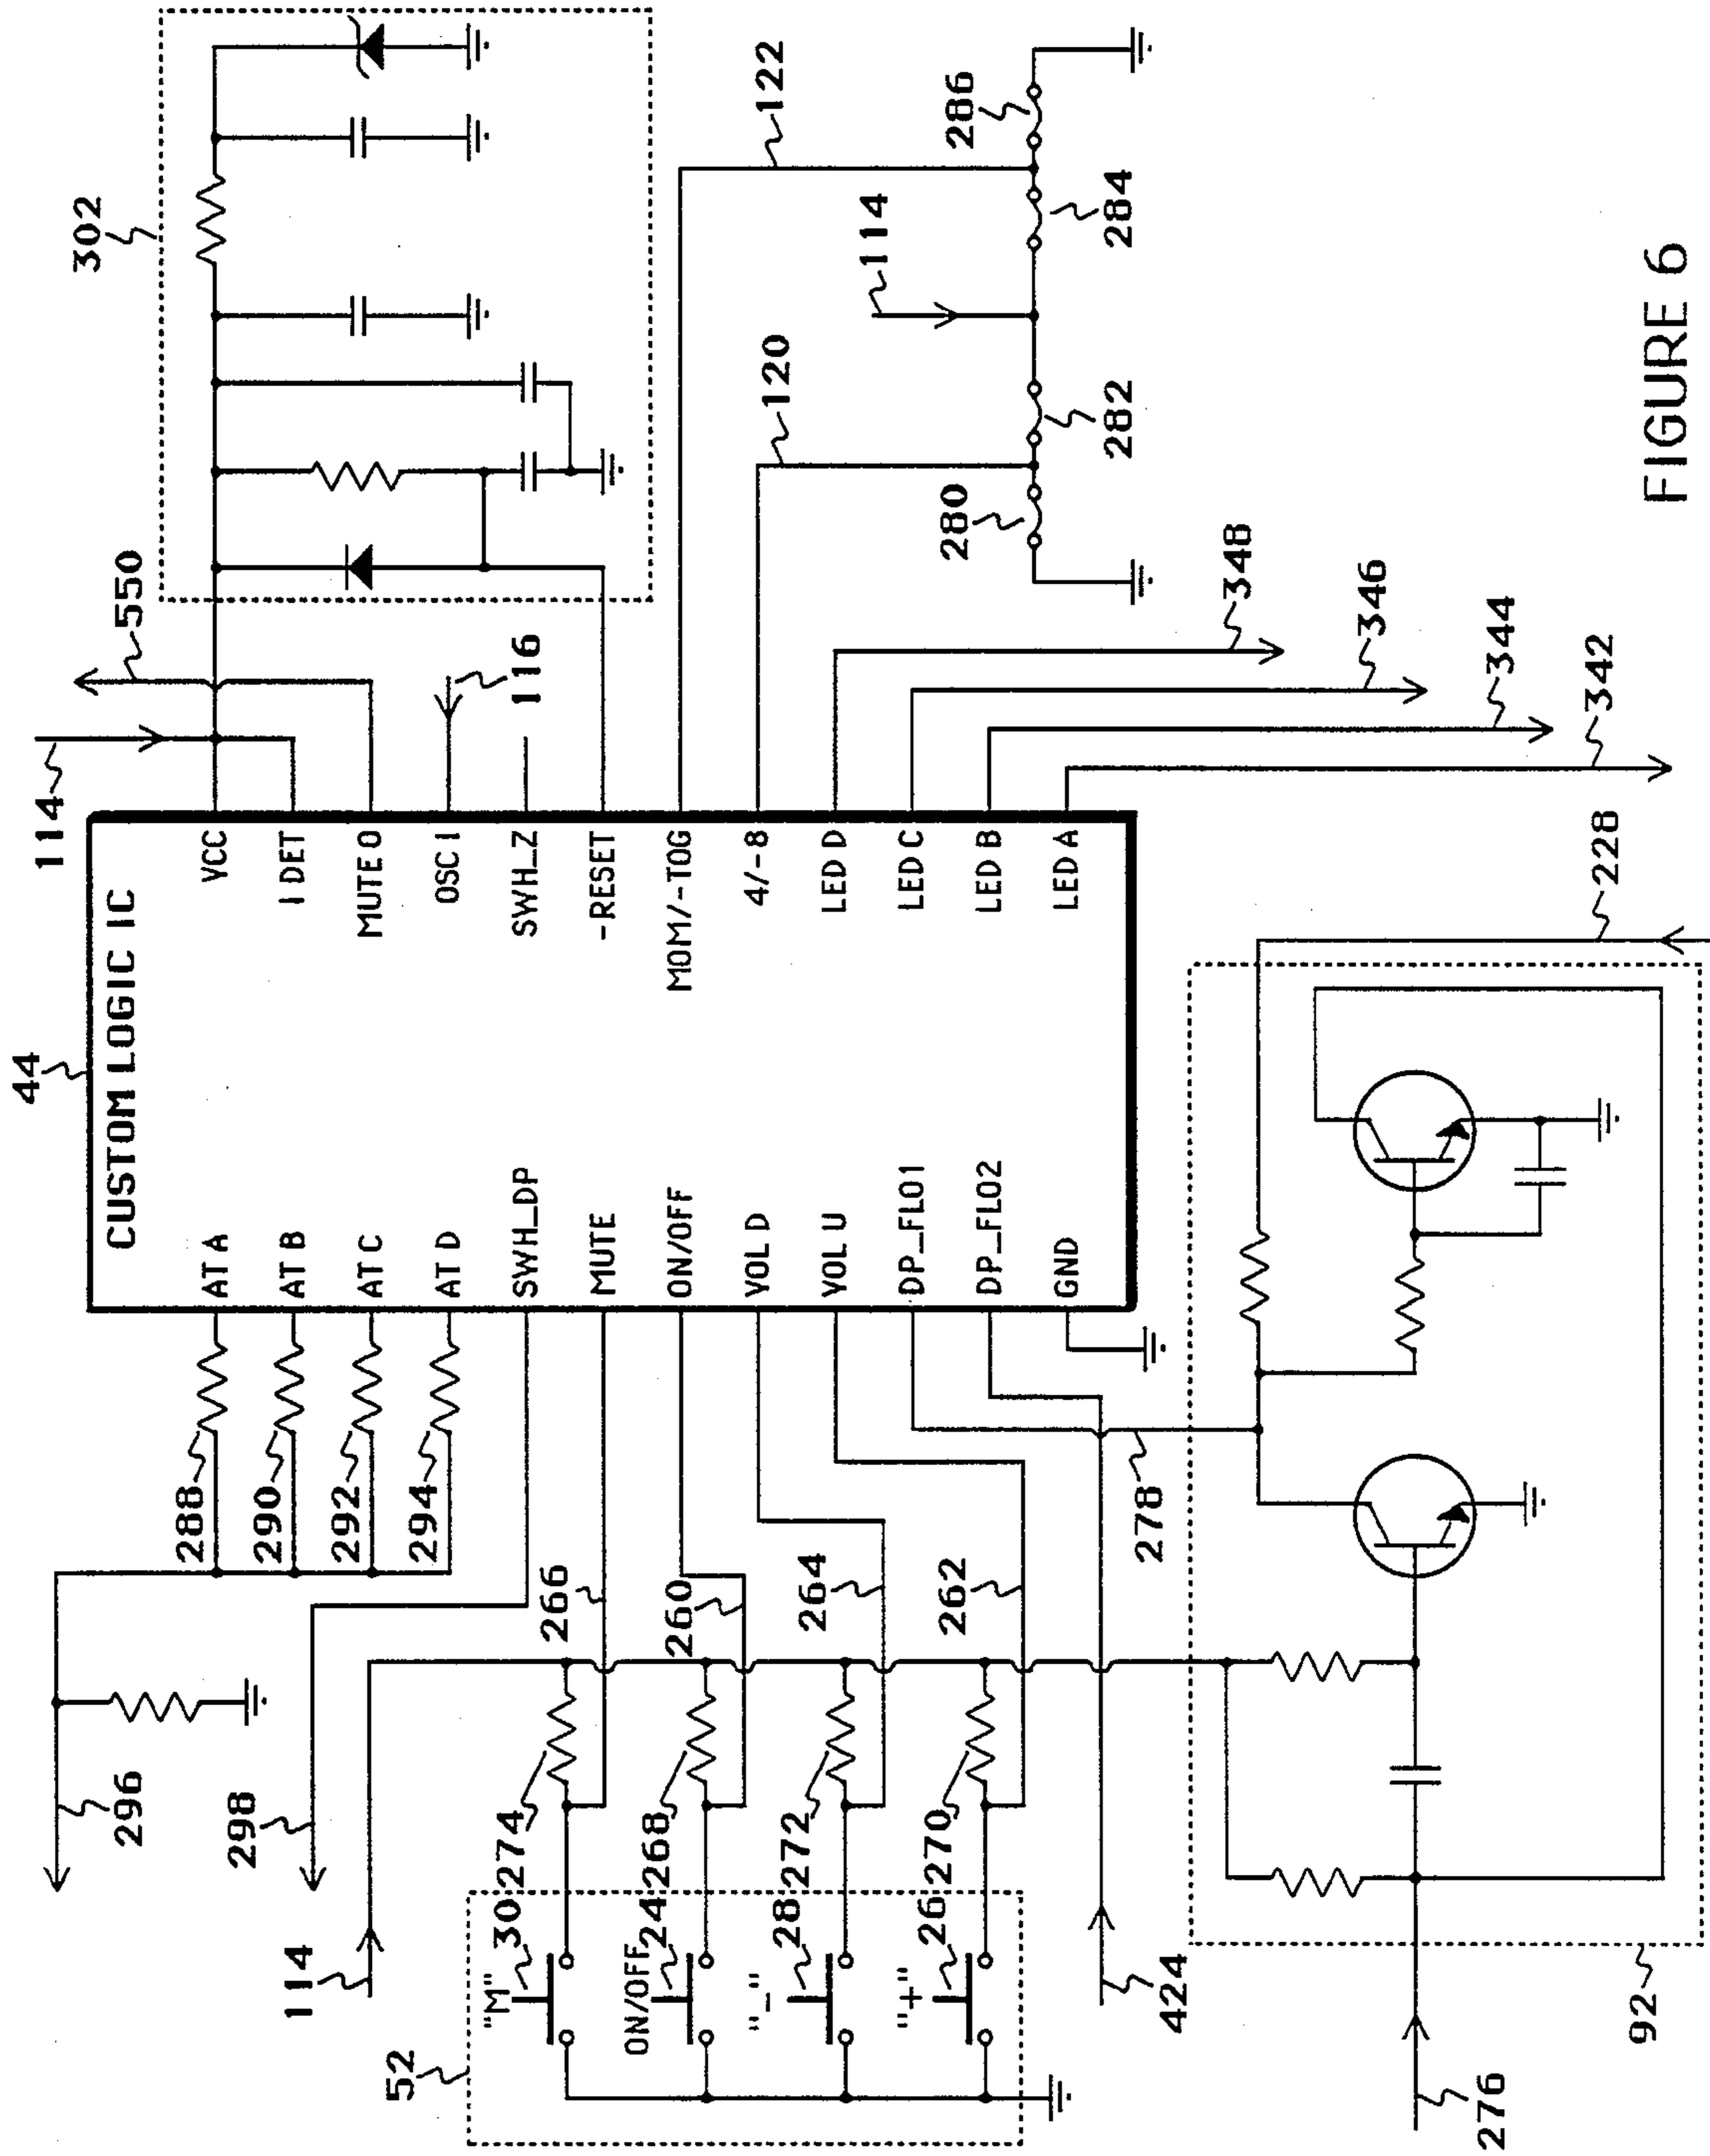 44
CUSTOM LOGIC IC
AT A
AT B
AT C
AT D
SWH_DP
MUTE
ON/OFF
VOL D
VOL U
DP_FL01
DP_FL02
GND
VCC
I DET
MUTE O
OSC I
SWH_Z
-RESET
MOM/-TOG
4/-8
LED D
LED C
LED B
LED A
288
290
292
294
296
298
114
266
260
264
262
274
268
272
270
52
"M"
30
ON/OFF
24
"-"
28
"+"
26
424
278
276
92
228
114
550
116
302
122
120
114
280
282
284
286
348
346
344
342
FIGURE 6